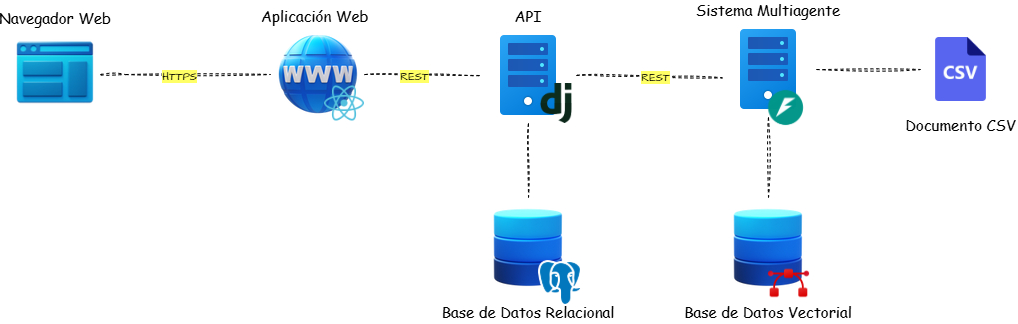 Navegador Web
Aplicación Web
API
Sistema Multiagente
HTTPS
WWW
REST
dj
REST
CSV
Documento CSV
Base de Datos Relacional
Base de Datos Vectorial